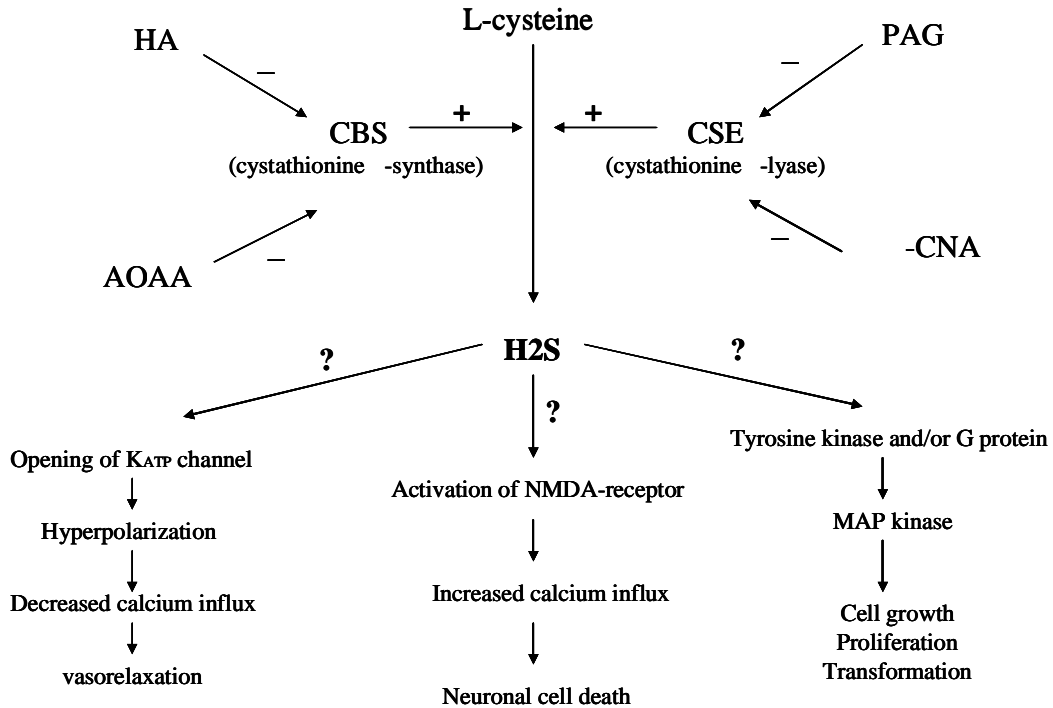 L-cysteine
HA
PAG
–
–
+
+
CBS
CSE
(cystathionine -synthase)
(cystathionine -lyase)
–
–
AOAA
-CNA
H2S
?
?
?
Opening of KATP channel
Hyperpolarization
Decreased calcium influx
vasorelaxation
Activation of NMDA-receptor
Increased calcium influx
Neuronal cell death
Tyrosine kinase and/or G protein
MAP kinase
Cell growth
Proliferation
Transformation